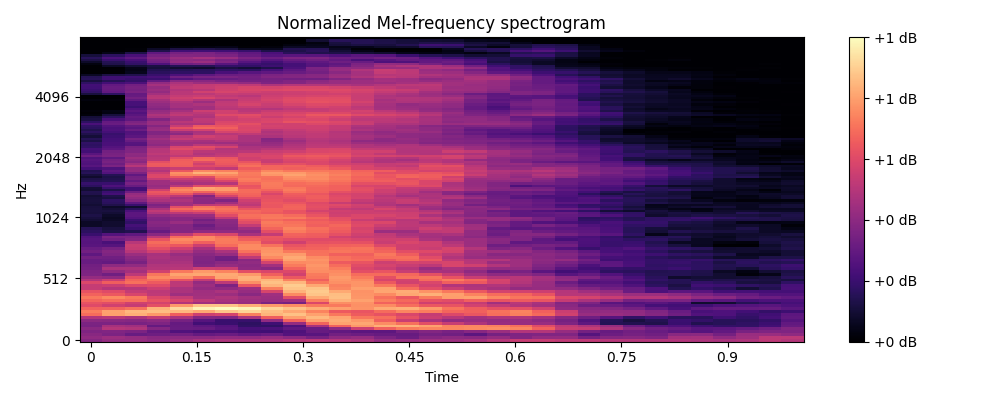 Normalized Mel-frequency spectrogram
Hz
4096
2048
1024
512
0
0 0.15 0.3 0.45 0.6 0.75 0.9
Time
+1 dB
+1 dB
+1 dB
+0 dB
+0 dB
+0 dB